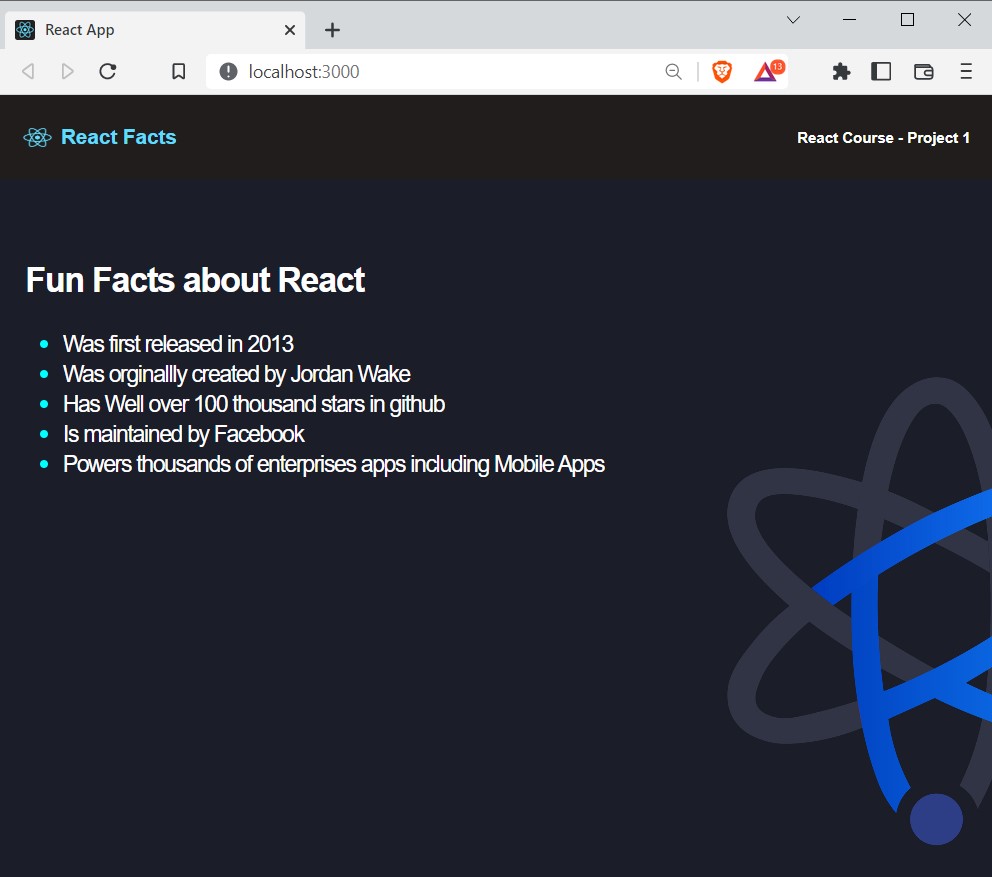 React App
localhost:3000
13
React Facts
React Course - Project 1
Fun Facts about React
Was first released in 2013
Was orginallly created by Jordan Wake
Has Well over 100 thousand stars in github
Is maintained by Facebook
Powers thousands of enterprises apps including Mobile Apps